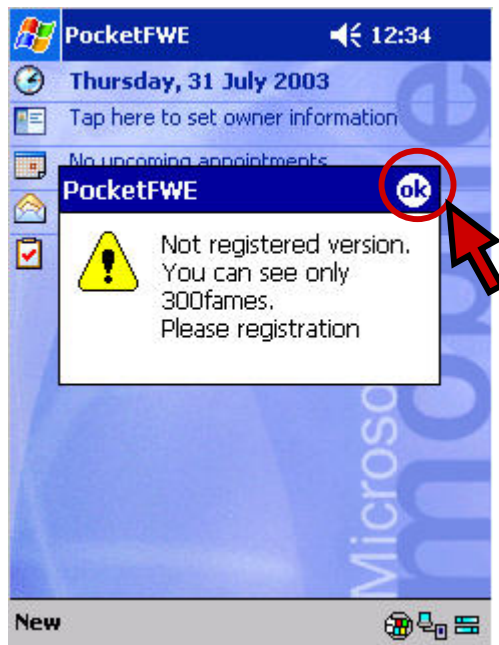 PocketFWE 12:34
Thursday, 31 July 2003
Tap here to set owner information
No upcoming appointments
PocketFWE ok
Not registered version.
You can see only
300fames.
Please registration
Microso
mobile
New